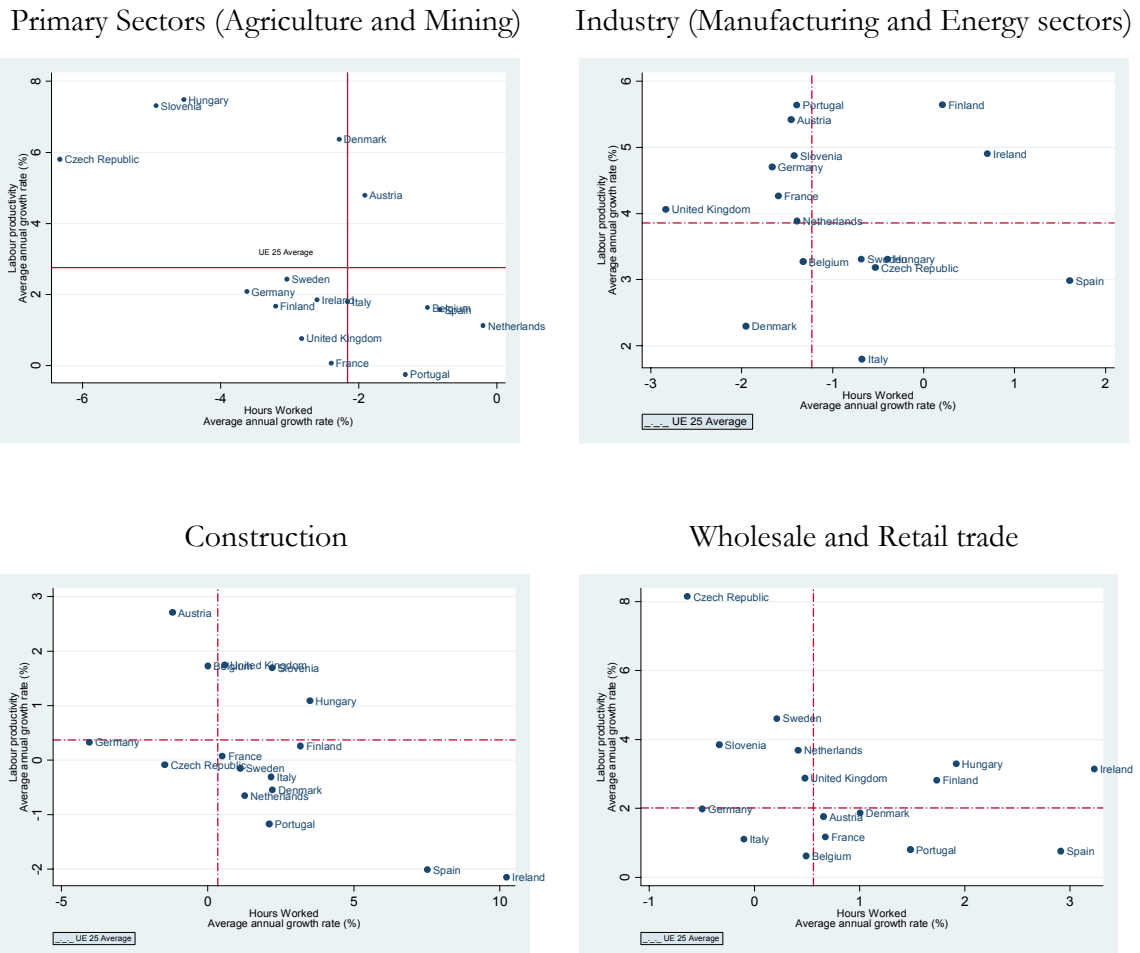 Primary Sectors (Agriculture and Mining)
Industry (Manufacturing and Energy sectors)
Labour productivity
Average annual growth rate (%)
8
6
4
2
0
Hungary
Slovenia
Denmark
Czech Republic
Austria
UE 25 Average
Sweden
Germany
Finland
Ireland
Italy
Belgium
Spain
Netherlands
United Kingdom
France
Portugal
-6
-4
-2
0
Hours Worked
Average annual growth rate (%)
Labour productivity
Average annual growth rate (%)
6
5
4
3
2
Portugal
Finland
Austria
Slovenia
Ireland
Germany
France
United Kingdom
Netherlands
Belgium
Sweden
Hungary
Czech Republic
Spain
Denmark
Italy
-3
-2
-1
0
1
2
Hours Worked
Average annual growth rate (%)
_._._ UE 25 Average
Construction
Wholesale and Retail trade
Labour productivity
Average annual growth rate (%)
3
2
1
0
-1
-2
Austria
Belgium
United Kingdom
Slovenia
Hungary
Germany
Finland
France
Czech Republic
Sweden
Italy
Denmark
Netherlands
Portugal
Spain
Ireland
-5
0
5
10
Hours Worked
Average annual growth rate (%)
_._._ UE 25 Average
Labour productivity
Average annual growth rate (%)
8
6
4
2
0
Czech Republic
Sweden
Slovenia
Netherlands
Hungary
Ireland
United Kingdom
Finland
Germany
Austria
Denmark
Italy
France
Belgium
Portugal
Spain
-1
0
1
2
3
Hours Worked
Average annual growth rate (%)
_._._ UE 25 Average